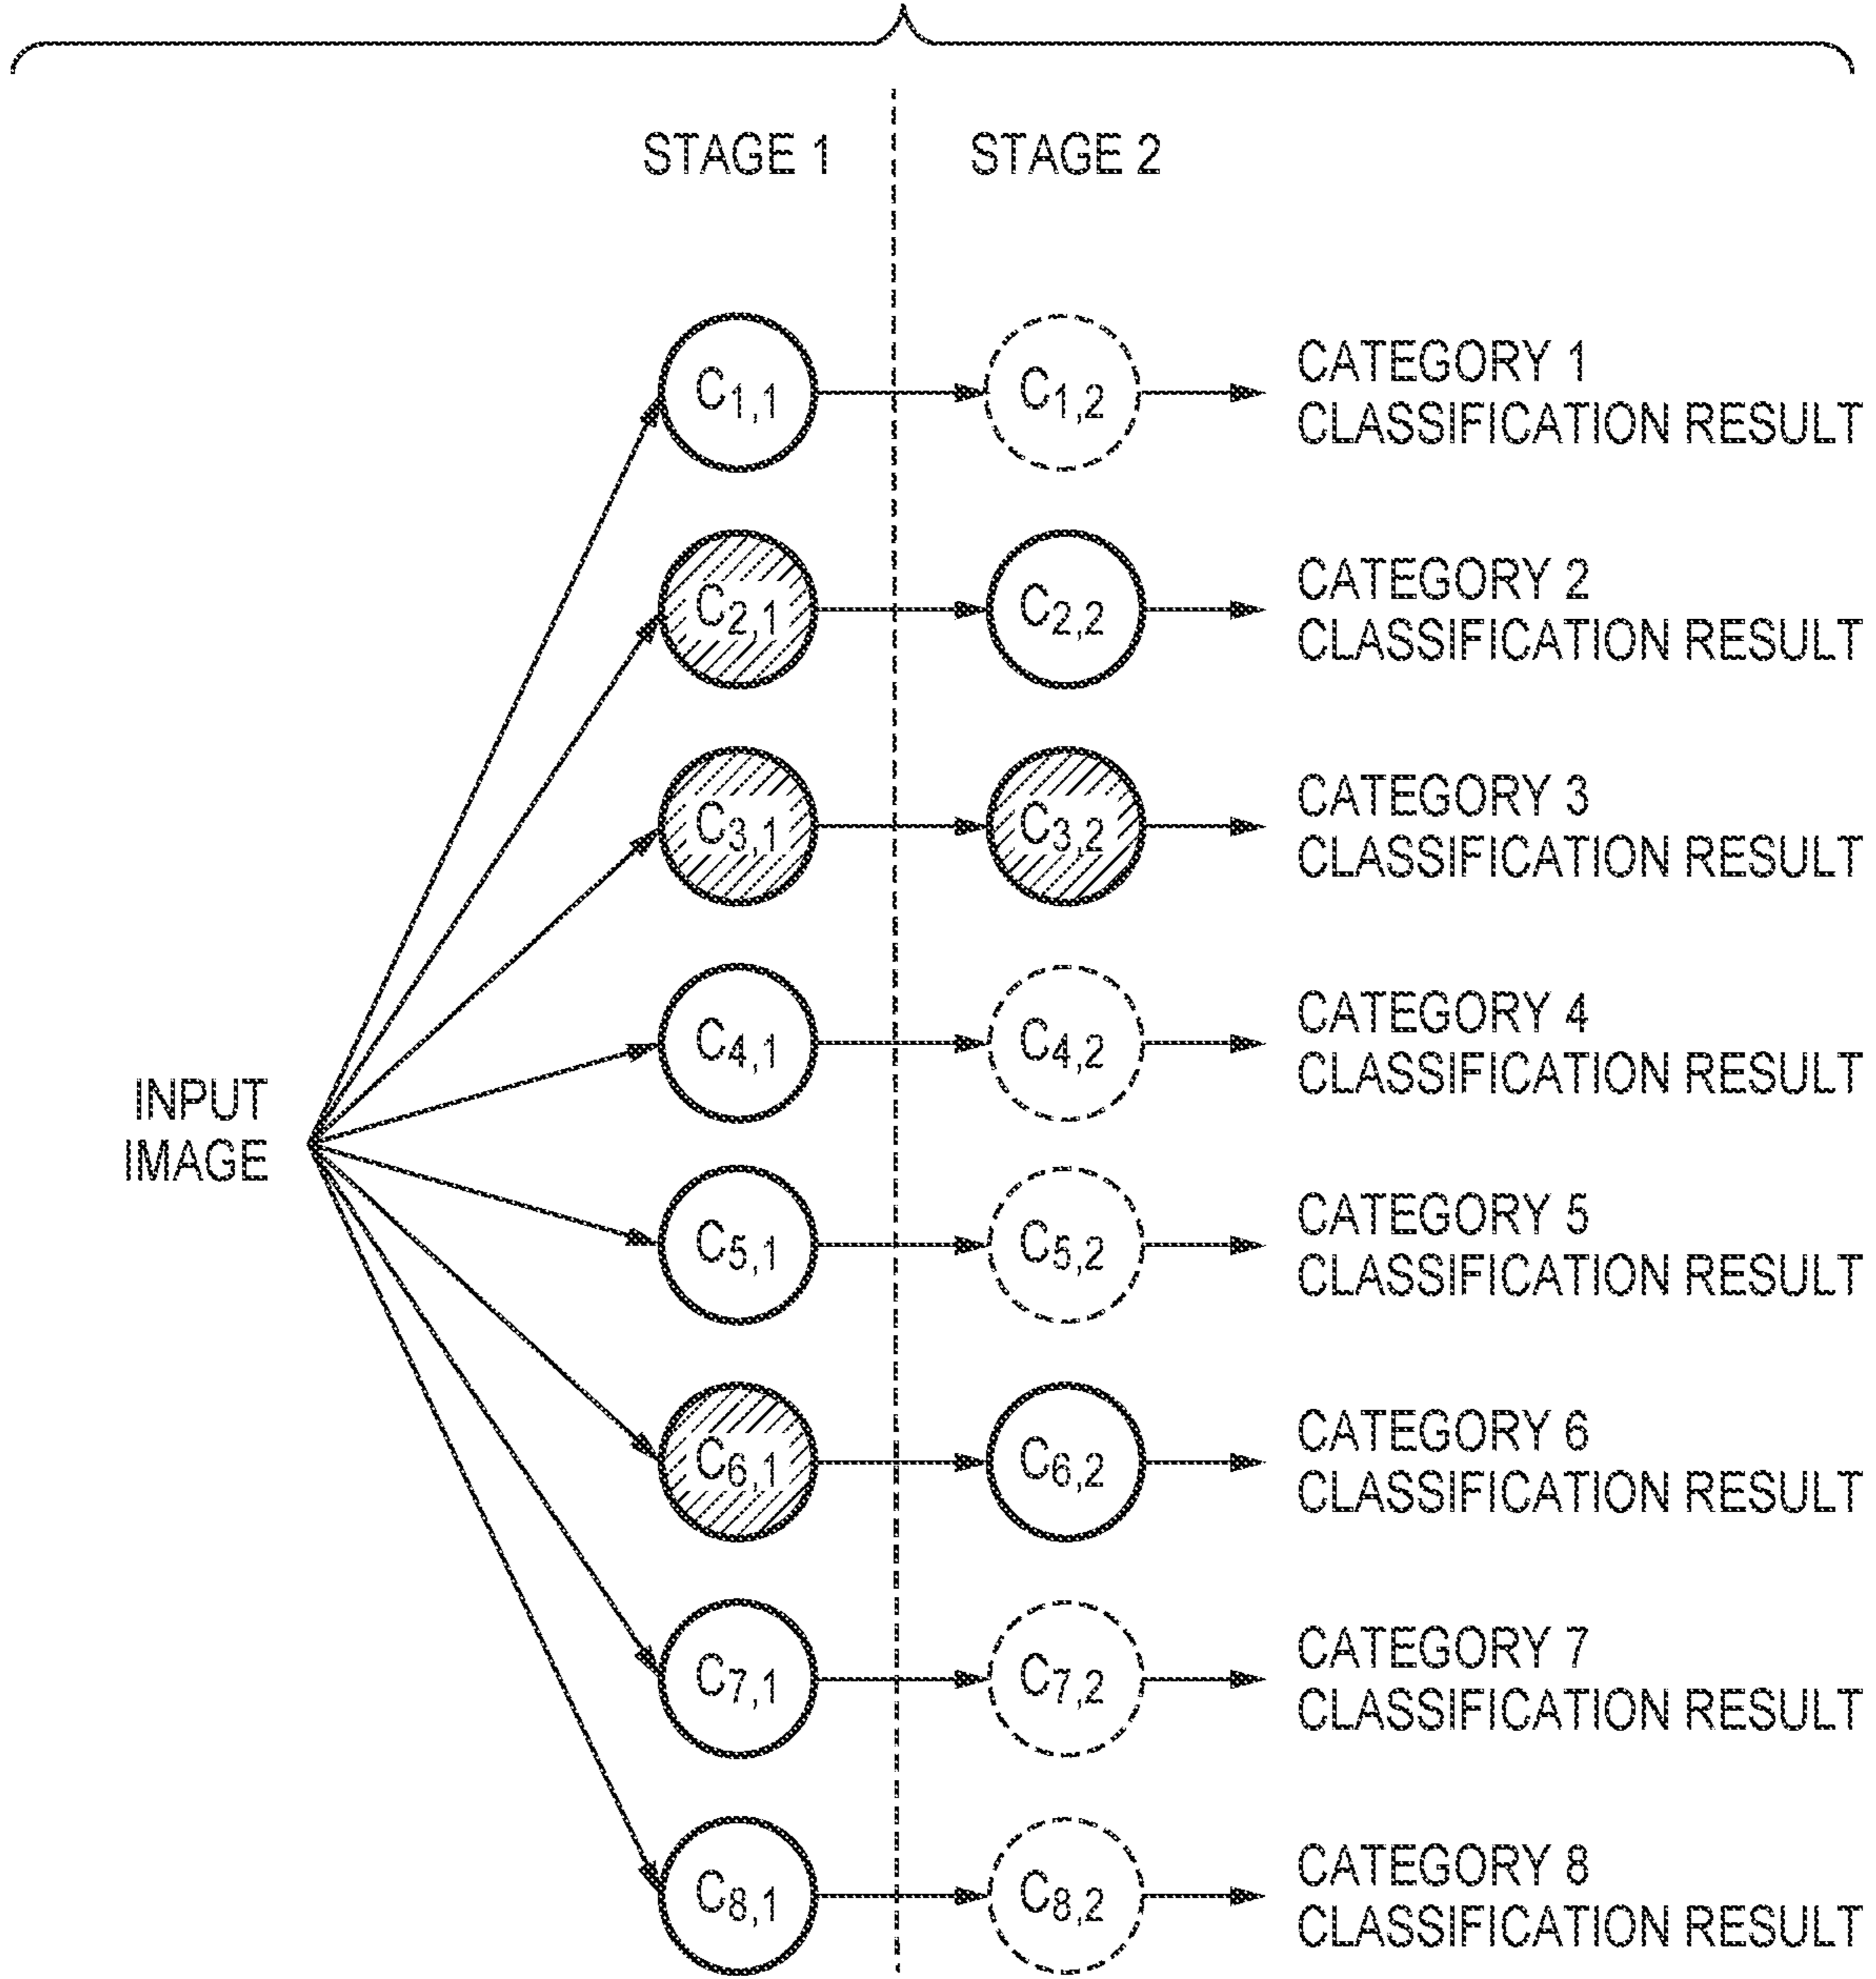 STAGE 1
STAGE 2
C1,1
C1,2
CATEGORY 1
CLASSIFICATION RESULT
C2,1
C2,2
CATEGORY 2
CLASSIFICATION RESULT
C3,1
C3,2
CATEGORY 3
CLASSIFICATION RESULT
C4,1
C4,2
CATEGORY 4
CLASSIFICATION RESULT
INPUT
IMAGE
C5,1
C5,2
CATEGORY 5
CLASSIFICATION RESULT
C6,1
C6,2
CATEGORY 6
CLASSIFICATION RESULT
C7,1
C7,2
CATEGORY 7
CLASSIFICATION RESULT
C8,1
C8,2
CATEGORY 8
CLASSIFICATION RESULT